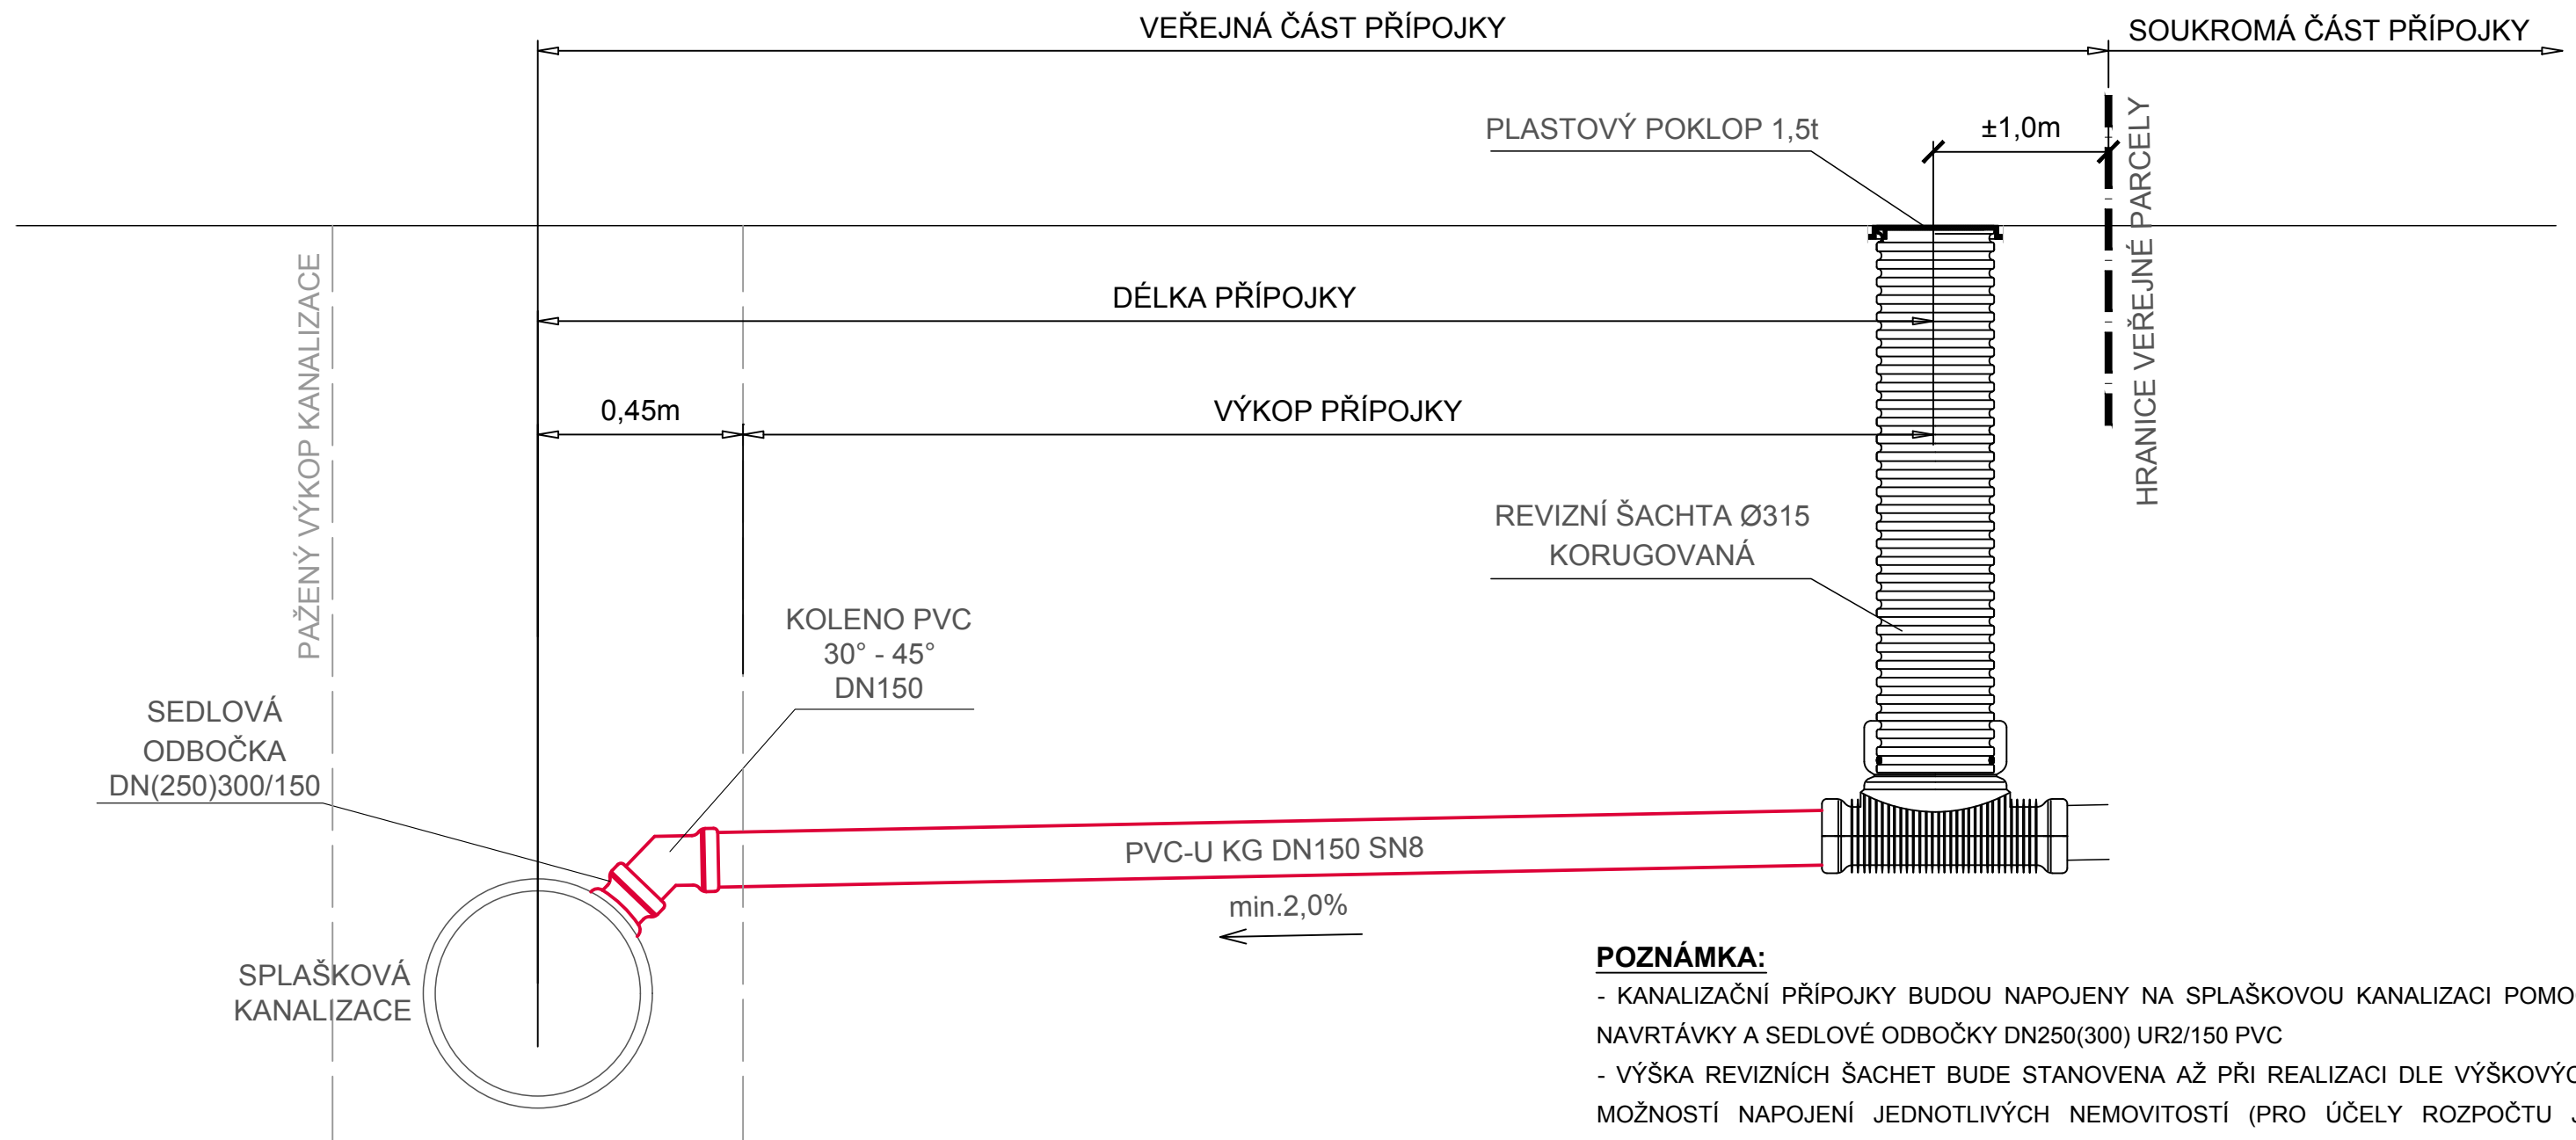 VEŘEJNÁ ČÁST PŘÍPOJKY
SOUKROMÁ ČÁST PŘÍPOJKY
PLASTOVÝ POKLOP 1,5t
±1,0m
HRANICE VEŘEJNÉ PARCELY
PAŽENÝ VÝKOP KANALIZACE
DÉLKA PŘÍPOJKY
0,45m
VÝKOP PŘÍPOJKY
REVIZNÍ ŠACHTA Ø315
KORUGOVANÁ
KOLENO PVC
30° - 45°
DN150
SEDLOVÁ
ODBOČKA
DN(250)300/150
PVC-U KG DN150 SN8
min.2,0%
SPLAŠKOVÁ
KANALIZACE
POZNÁMKA:
- KANALIZAČNÍ PŘÍPOJKY BUDOU NAPOJENY NA SPLAŠKOVOU KANALIZACI POMO
NAVRTÁVKY A SEDLOVÉ ODBOČKY DN250(300) UR2/150 PVC
- VÝŠKA REVIZNÍCH ŠACHET BUDE STANOVENA AŽ PŘI REALIZACI DLE VÝŠKOVÝC
MOŽNOSTÍ NAPOJENÍ JEDNOTLIVÝCH NEMOVITOSTÍ (PRO ÚČELY ROZPOČTU J